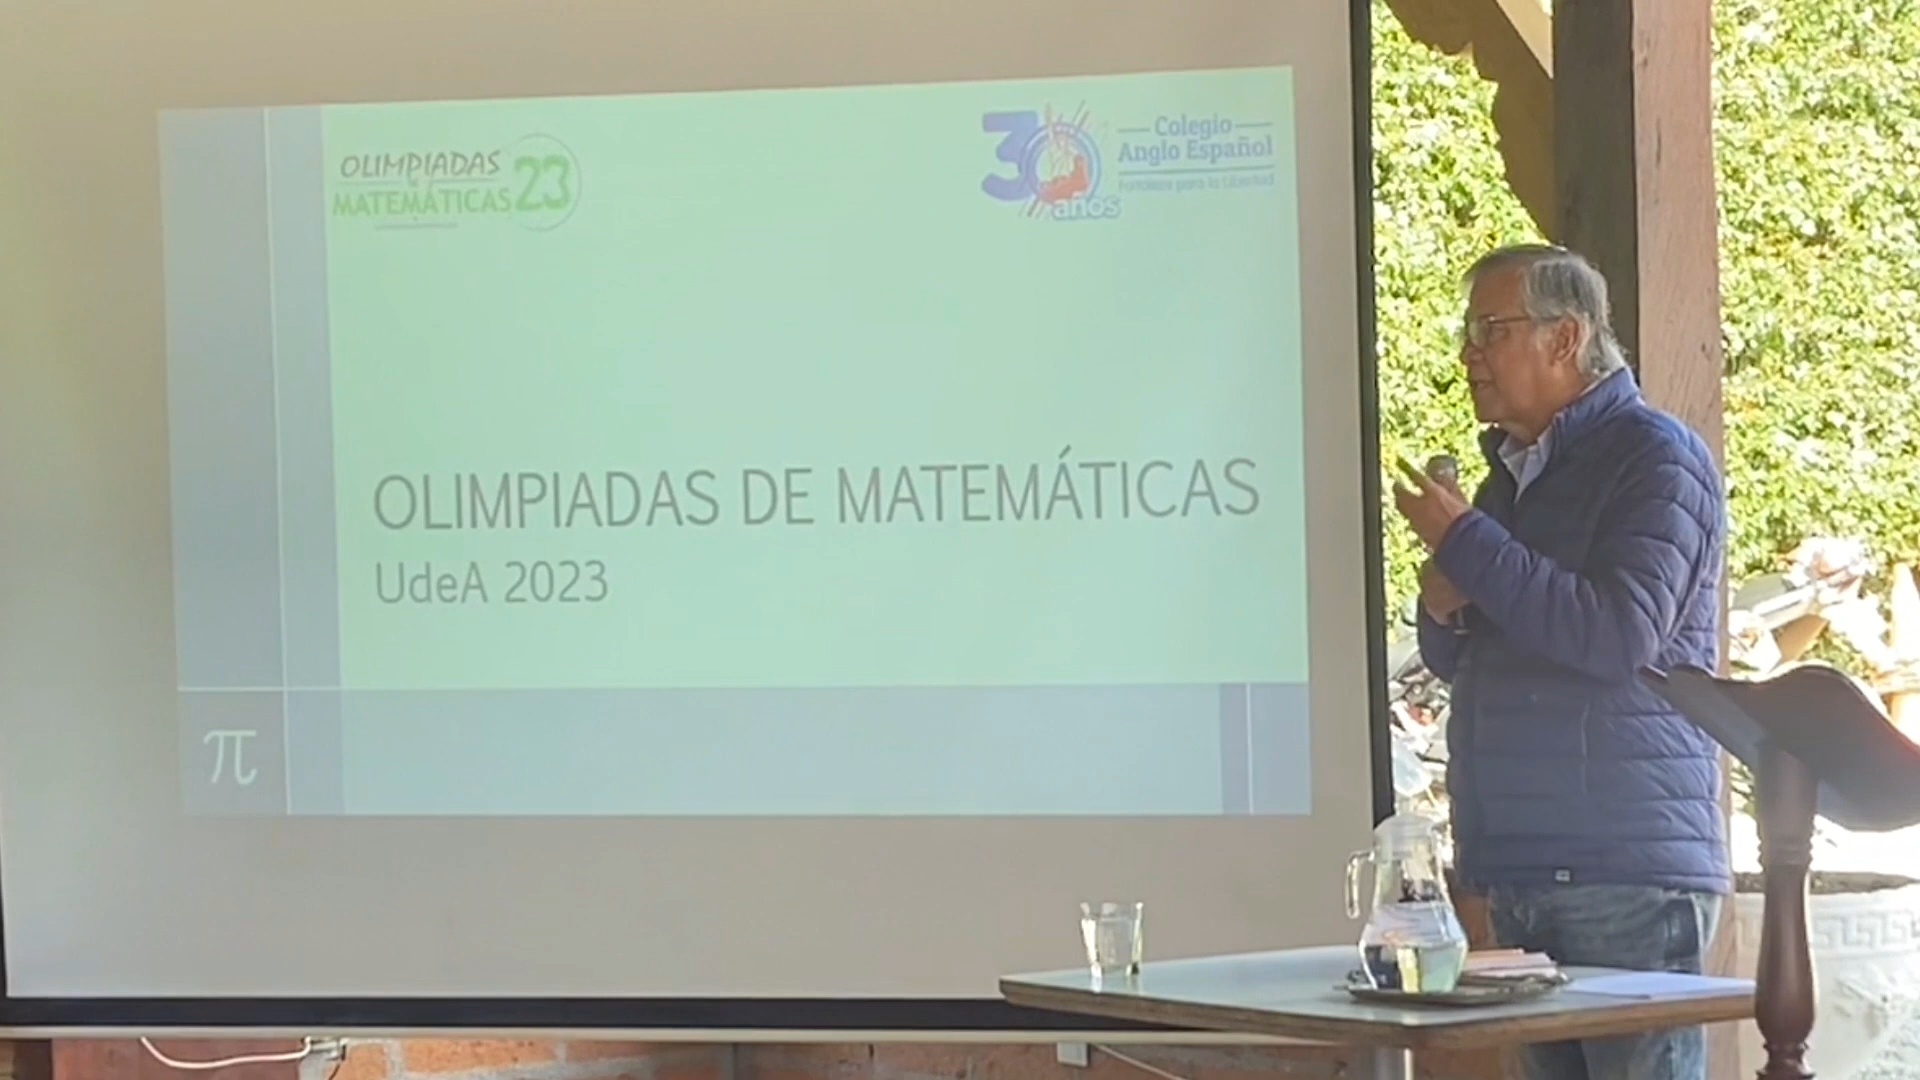 OLIMPIADAS
MATEMÁTICAS 23
30 años
Colegio
Anglo Español
Fortaleza para la Libertad
OLIMPIADAS DE MATEMÁTICAS
UdeA 2023
π